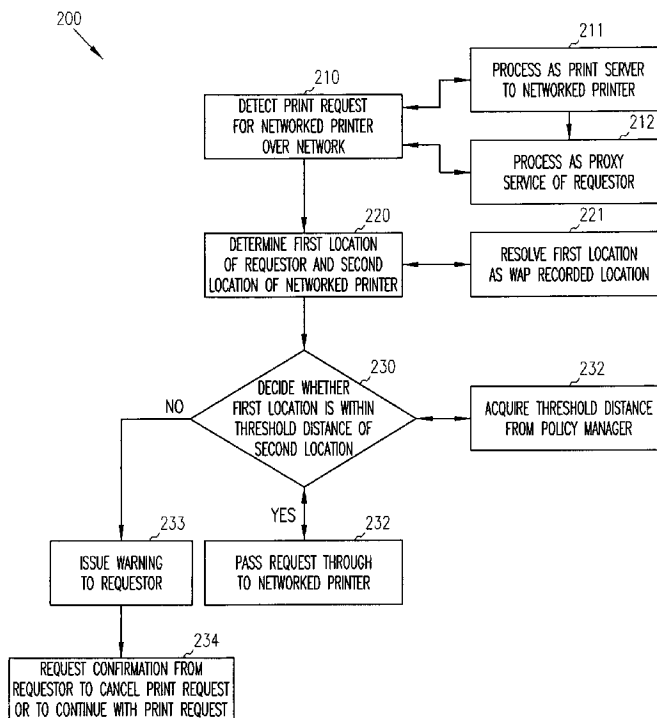 200
211
PROCESS AS PRINT SERVER
TO NETWORKED PRINTER
210
DETECT PRINT REQUEST
FOR NETWORKED PRINTER
OVER NETWORK
212
PROCESS AS PROXY
SERVICE OF REQUESTOR
220
DETERMINE FIRST LOCATION
OF REQUESTOR AND SECOND
LOCATION OF NETWORKED PRINTER
221
RESOLVE FIRST LOCATION
AS WAP RECORDED LOCATION
230
DECIDE WHETHER
FIRST LOCATION IS WITHIN
THRESHOLD DISTANCE OF
SECOND LOCATION
NO
232
ACQUIRE THRESHOLD DISTANCE
FROM POLICY MANAGER
YES
233
ISSUE WARNING
TO REQUESTOR
232
PASS REQUEST THROUGH
TO NETWORKED PRINTER
234
REQUEST CONFIRMATION FROM
REQUESTOR TO CANCEL PRINT REQUEST
OR TO CONTINUE WITH PRINT REQUEST